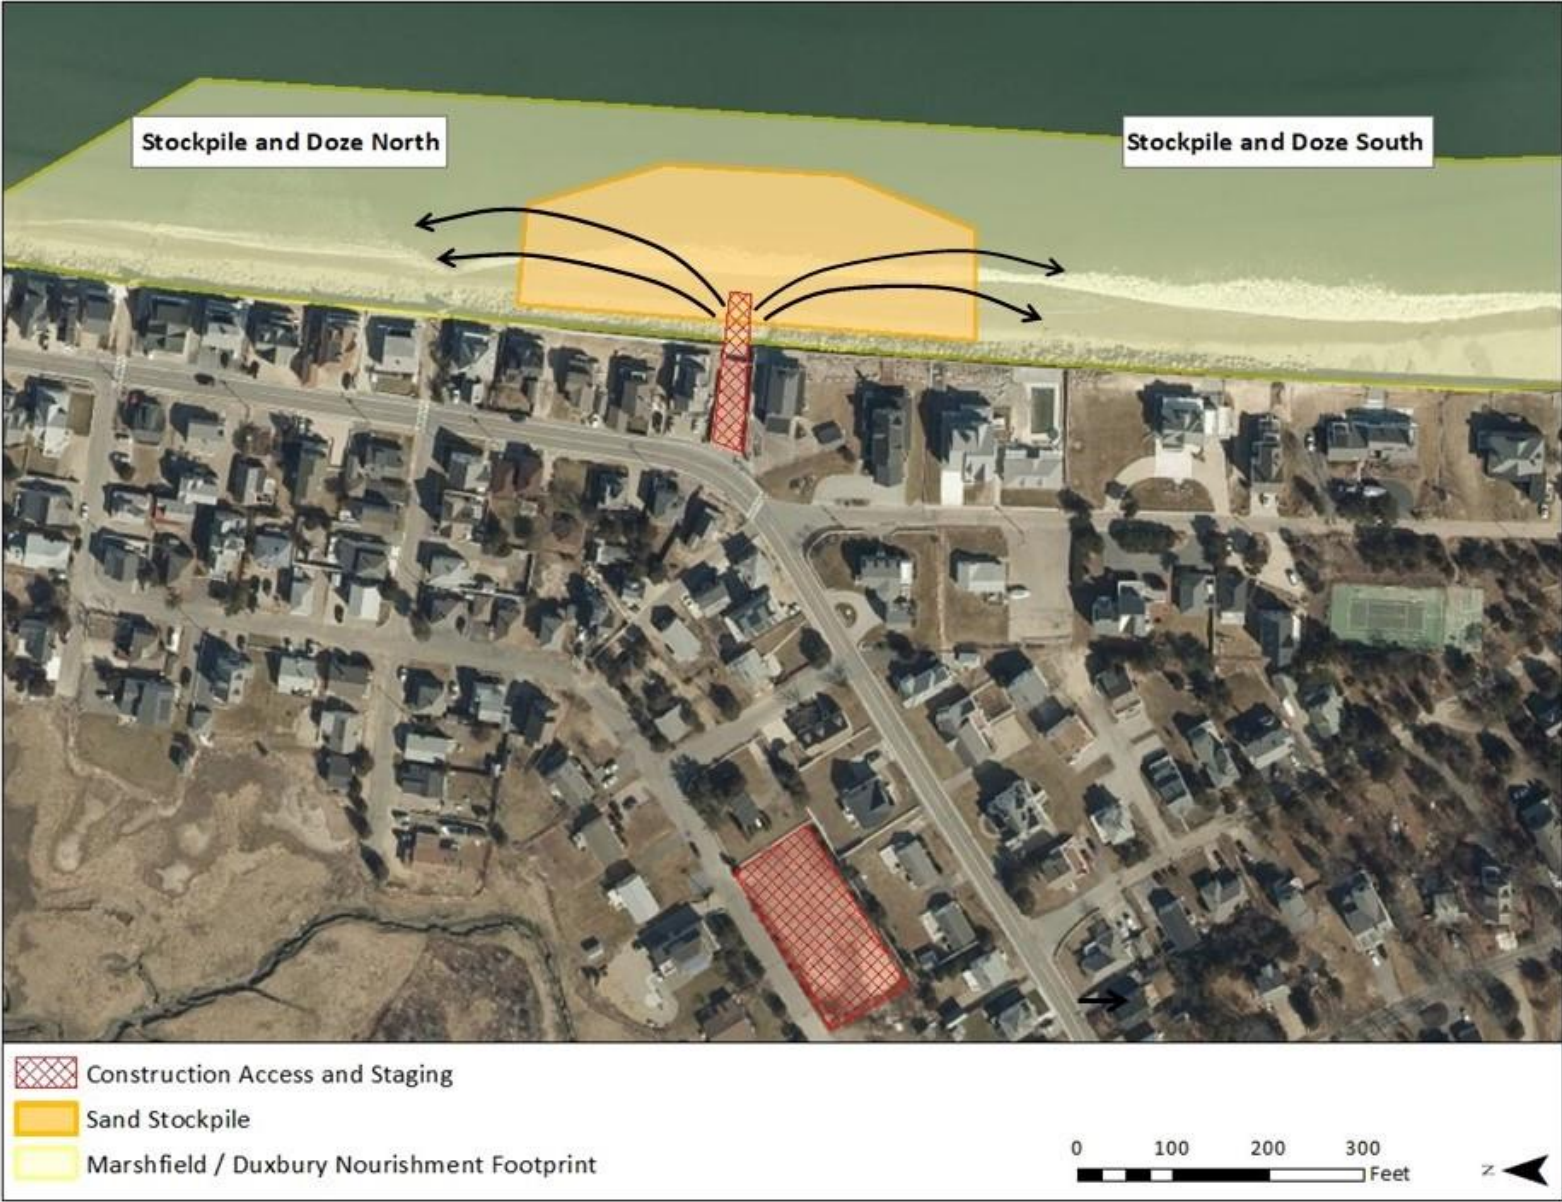 Stockpile and Doze North
Stockpile and Doze South
Construction Access and Staging
Sand Stockpile
Marshfield / Duxbury Nourishment Footprint
0 100 200 300
Feet
N